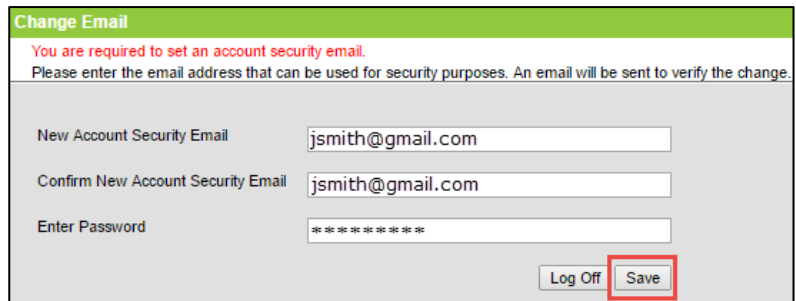 Change Email
You are required to set an account security email.
Please enter the email address that can be used for security purposes. An email will be sent to verify the change.
New Account Security Email jsmith@gmail.com
Confirm New Account Security Email jsmith@gmail.com
Enter Password *********
Log Off Save